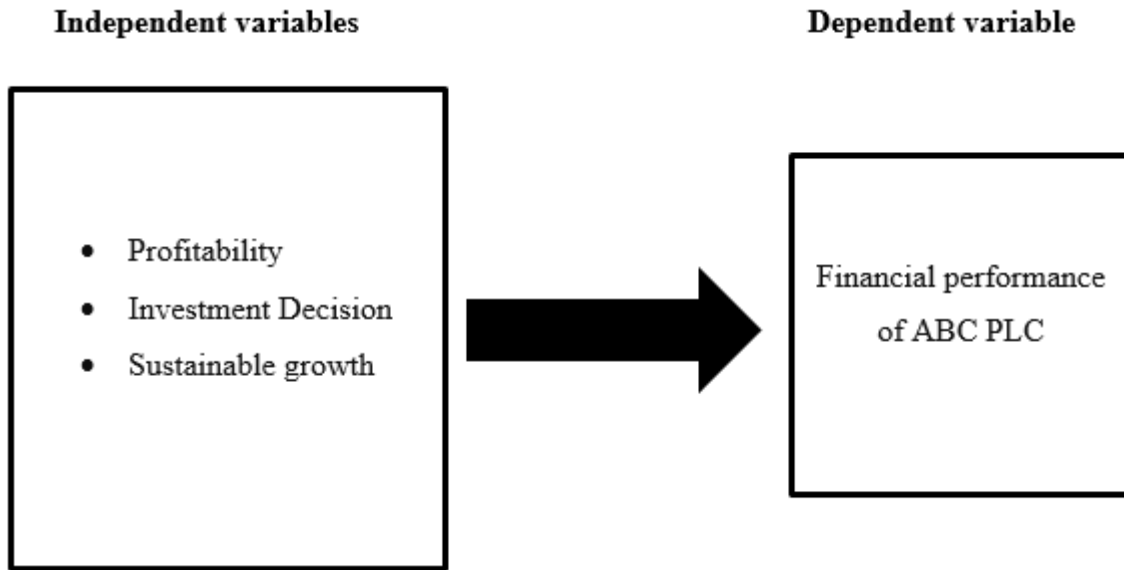 Independent variables
Dependent variable
• Profitability
• Investment Decision
• Sustainable growth
Financial performance
of ABC PLC